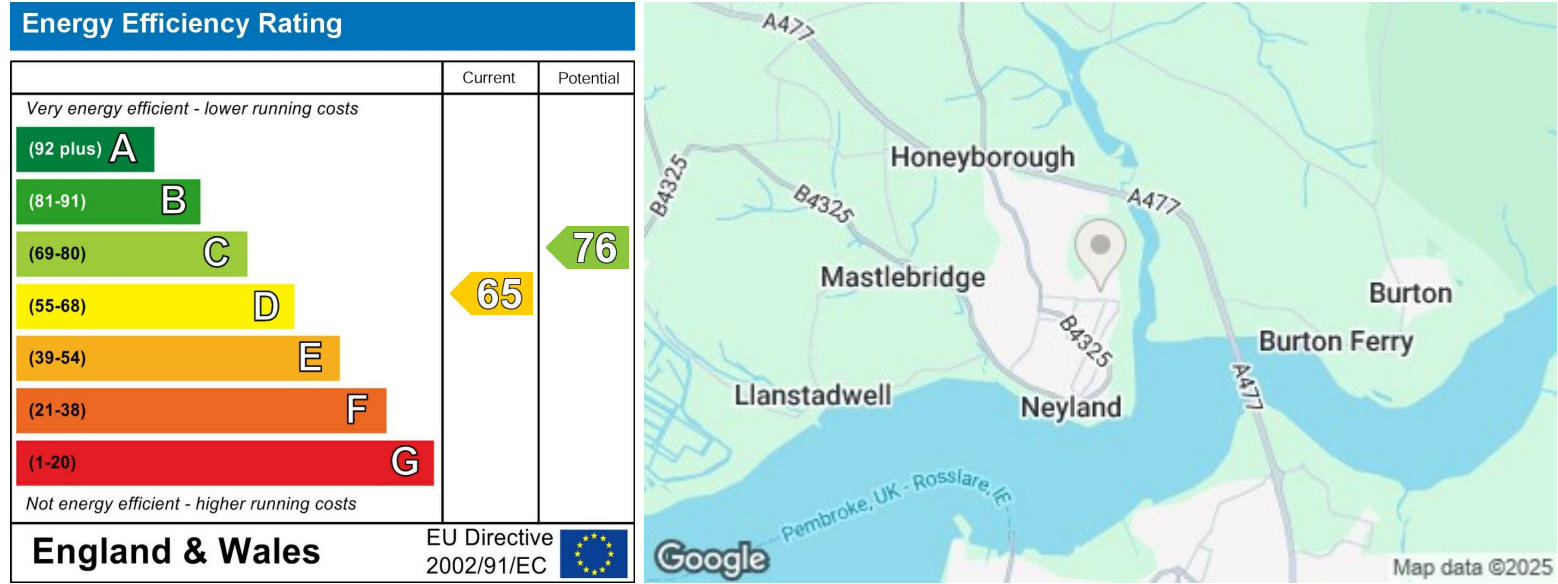 Energy Efficiency Rating
Current
Potential
Very energy efficient - lower running costs
(92 plus) A
(81-91) B
(69-80) C
(55-68) D
(39-54) E
(21-38) F
(1-20) G
65
76
Not energy efficient - higher running costs
England & Wales
EU Directive
2002/91/EC
A477
Honeyborough
B4325
B4325
A477
Mastlebridge
Burton
B4325
Burton Ferry
Llanstadwell
A477
Neyland
Pembroke, UK - Rosslare, IE
Google
Map data ©2025